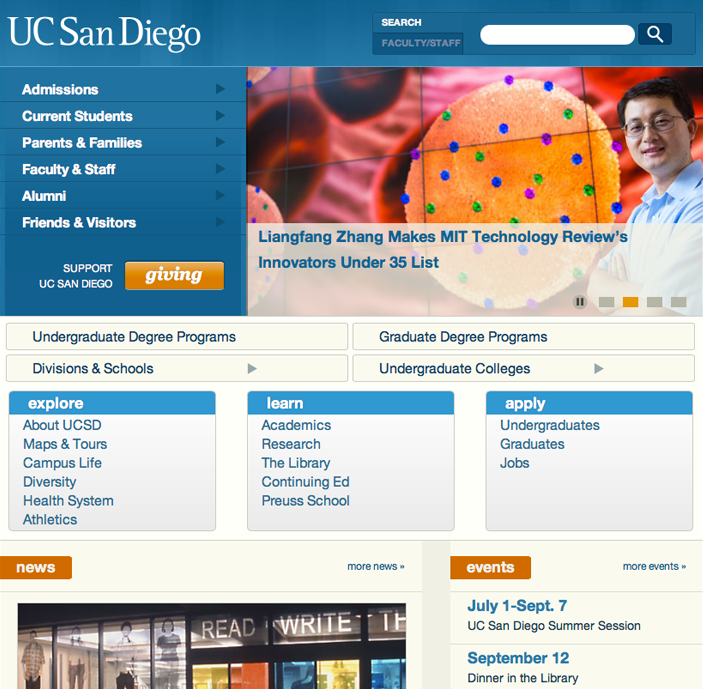 UC San Diego
SEARCH
FACULTY/STAFF
Admissions
Current Students
Parents & Families
Faculty & Staff
Alumni
Friends & Visitors
SUPPORT
UC SAN DIEGO
giving
Liangfang Zhang Makes MIT Technology Review's
Innovators Under 35 List
Undergraduate Degree Programs
Graduate Degree Programs
Divisions & Schools
Undergraduate Colleges
explore
About UCSD
Maps & Tours
Campus Life
Diversity
Health System
Athletics
learn
Academics
Research
The Library
Continuing Ed
Preuss School
apply
Undergraduates
Graduates
Jobs
news
more news »
READ WRITE TH
events
more events »
July 1-Sept. 7
UC San Diego Summer Session
September 12
Dinner in the Library